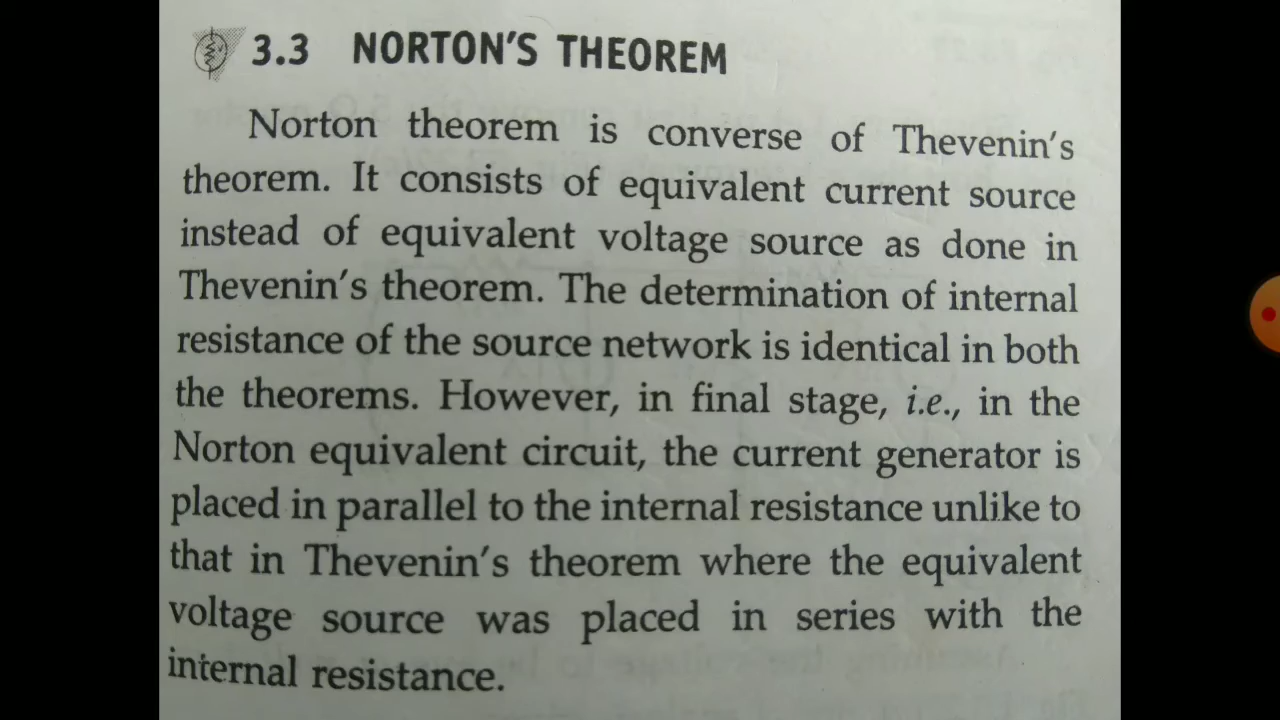 3.3 NORTON'S THEOREM
Norton theorem is converse of Thevenin's
theorem. It consists of equivalent current source
instead of equivalent voltage source as done in
Thevenin's theorem. The determination of internal
resistance of the source network is identical in both
the theorems. However, in final stage, i.e., in the
Norton equivalent circuit, the current generator is
placed in parallel to the internal resistance unlike to
that in Thevenin's theorem where the equivalent
voltage source was placed in series with the
internal resistance.